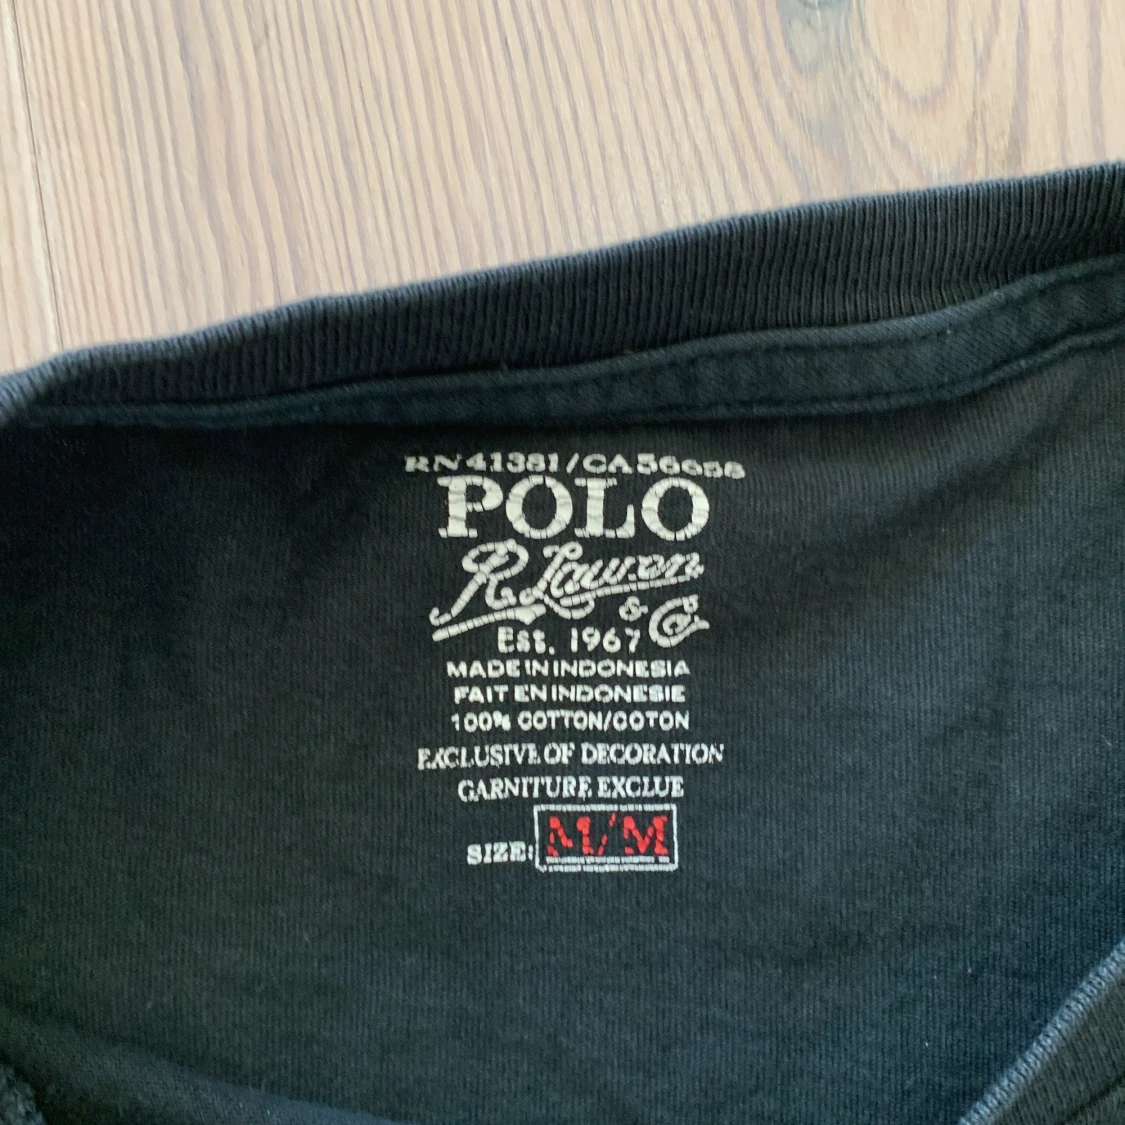 RN 41381/CA 56656
POLO
R. Lauren
& Co.
Est. 1967
MADE IN INDONESIA
FAIT EN INDONESIE
100% COTTON/COTON
EXCLUSIVE OF DECORATION
GARNITURE EXCLUE
SIZE: M/M